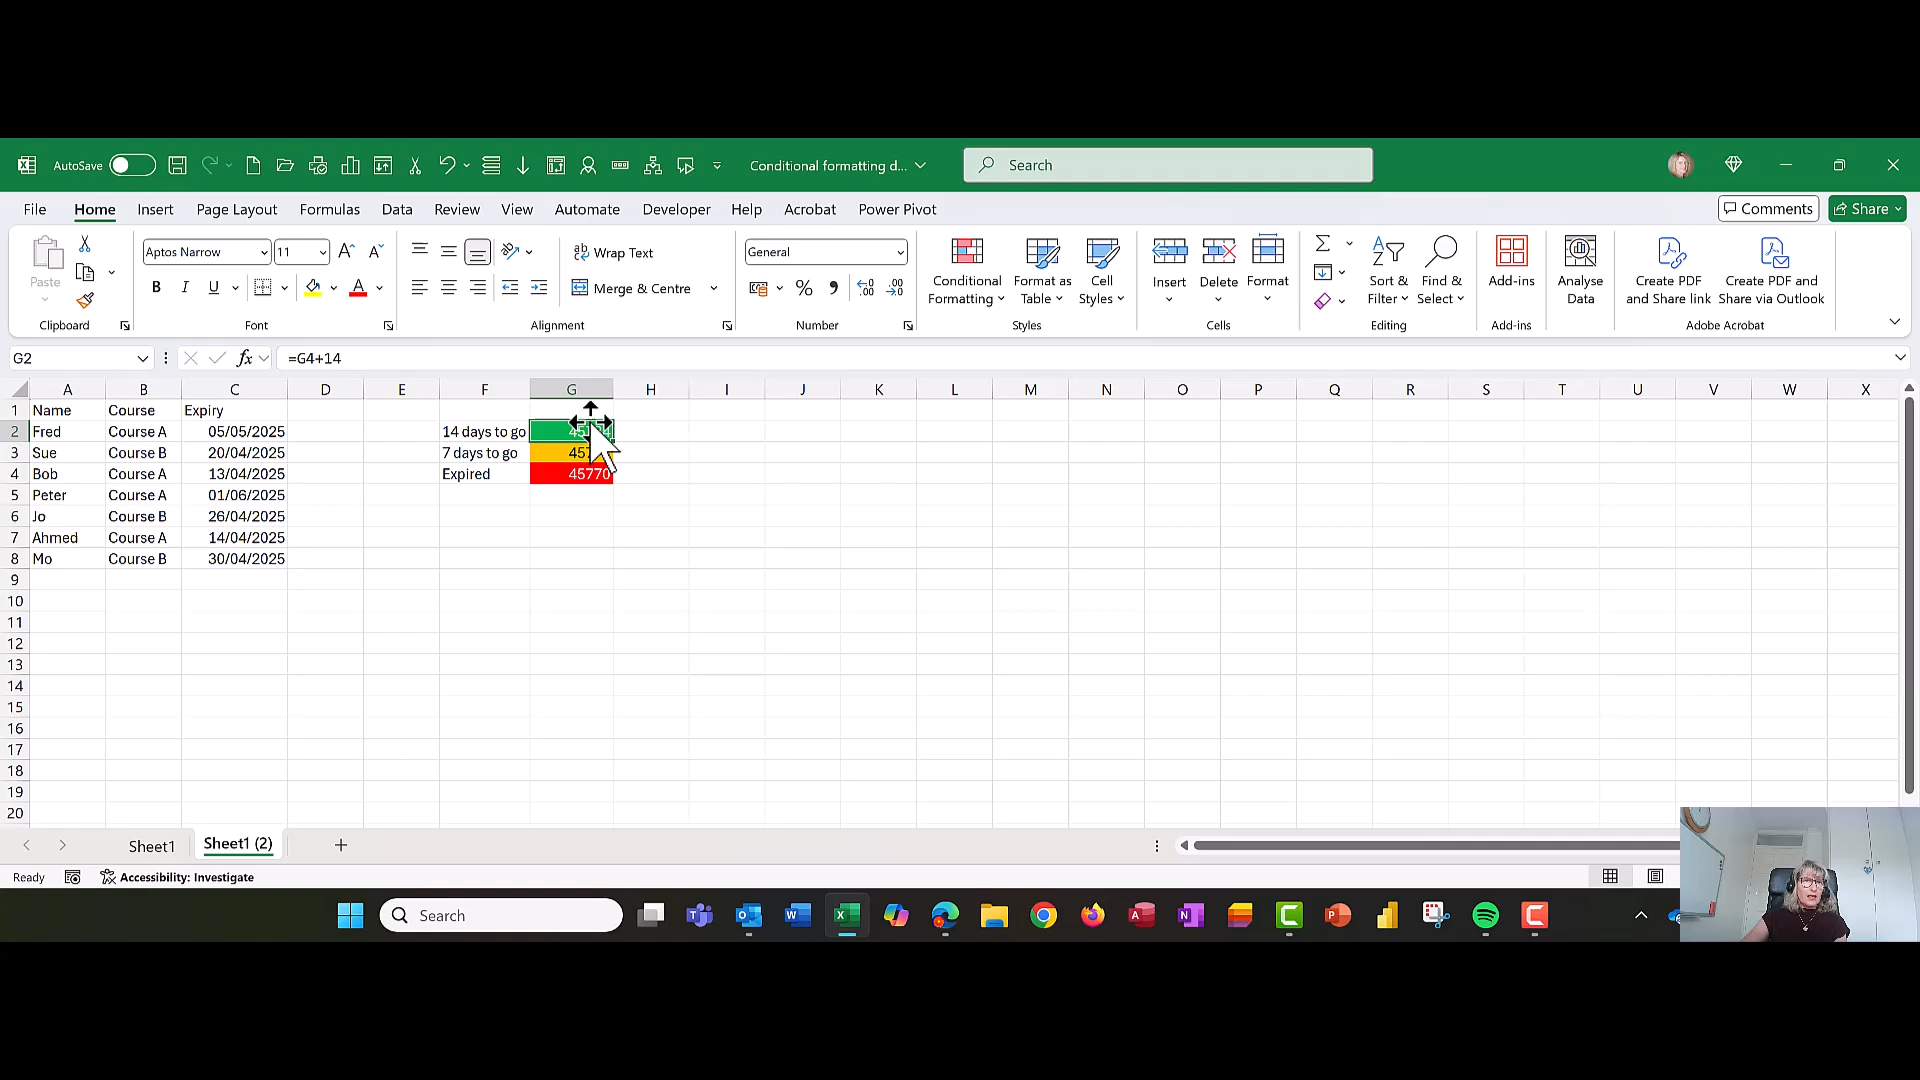 AutoSave
Conditional formatting d...
Search
File Home Insert Page Layout Formulas Data Review View Automate Developer Help Acrobat Power Pivot
Comments Share
Paste
Clipboard
Aptos Narrow 11
B I U
Font
Wrap Text
Merge & Centre
Alignment
General
Number
Conditional Formatting
Format as Table
Cell Styles
Styles
Insert Delete Format
Cells
Sort & Filter
Find & Select
Editing
Add-ins
Add-ins
Analyse Data
Create PDF and Share link
Create PDF and Share via Outlook
Adobe Acrobat
G2 fx =G4+14
A B C D E F G H I J K L M N O P Q R S T U V W X
1 Name Course Expiry
2 Fred Course A 05/05/2025 14 days to go
3 Sue Course B 20/04/2025 7 days to go
4 Bob Course A 13/04/2025 Expired 45770
5 Peter Course A 01/06/2025
6 Jo Course B 26/04/2025
7 Ahmed Course A 14/04/2025
8 Mo Course B 30/04/2025
9
10
11
12
13
14
15
16
17
18
19
20
Sheet1 Sheet1 (2)
Ready Accessibility: Investigate
Search